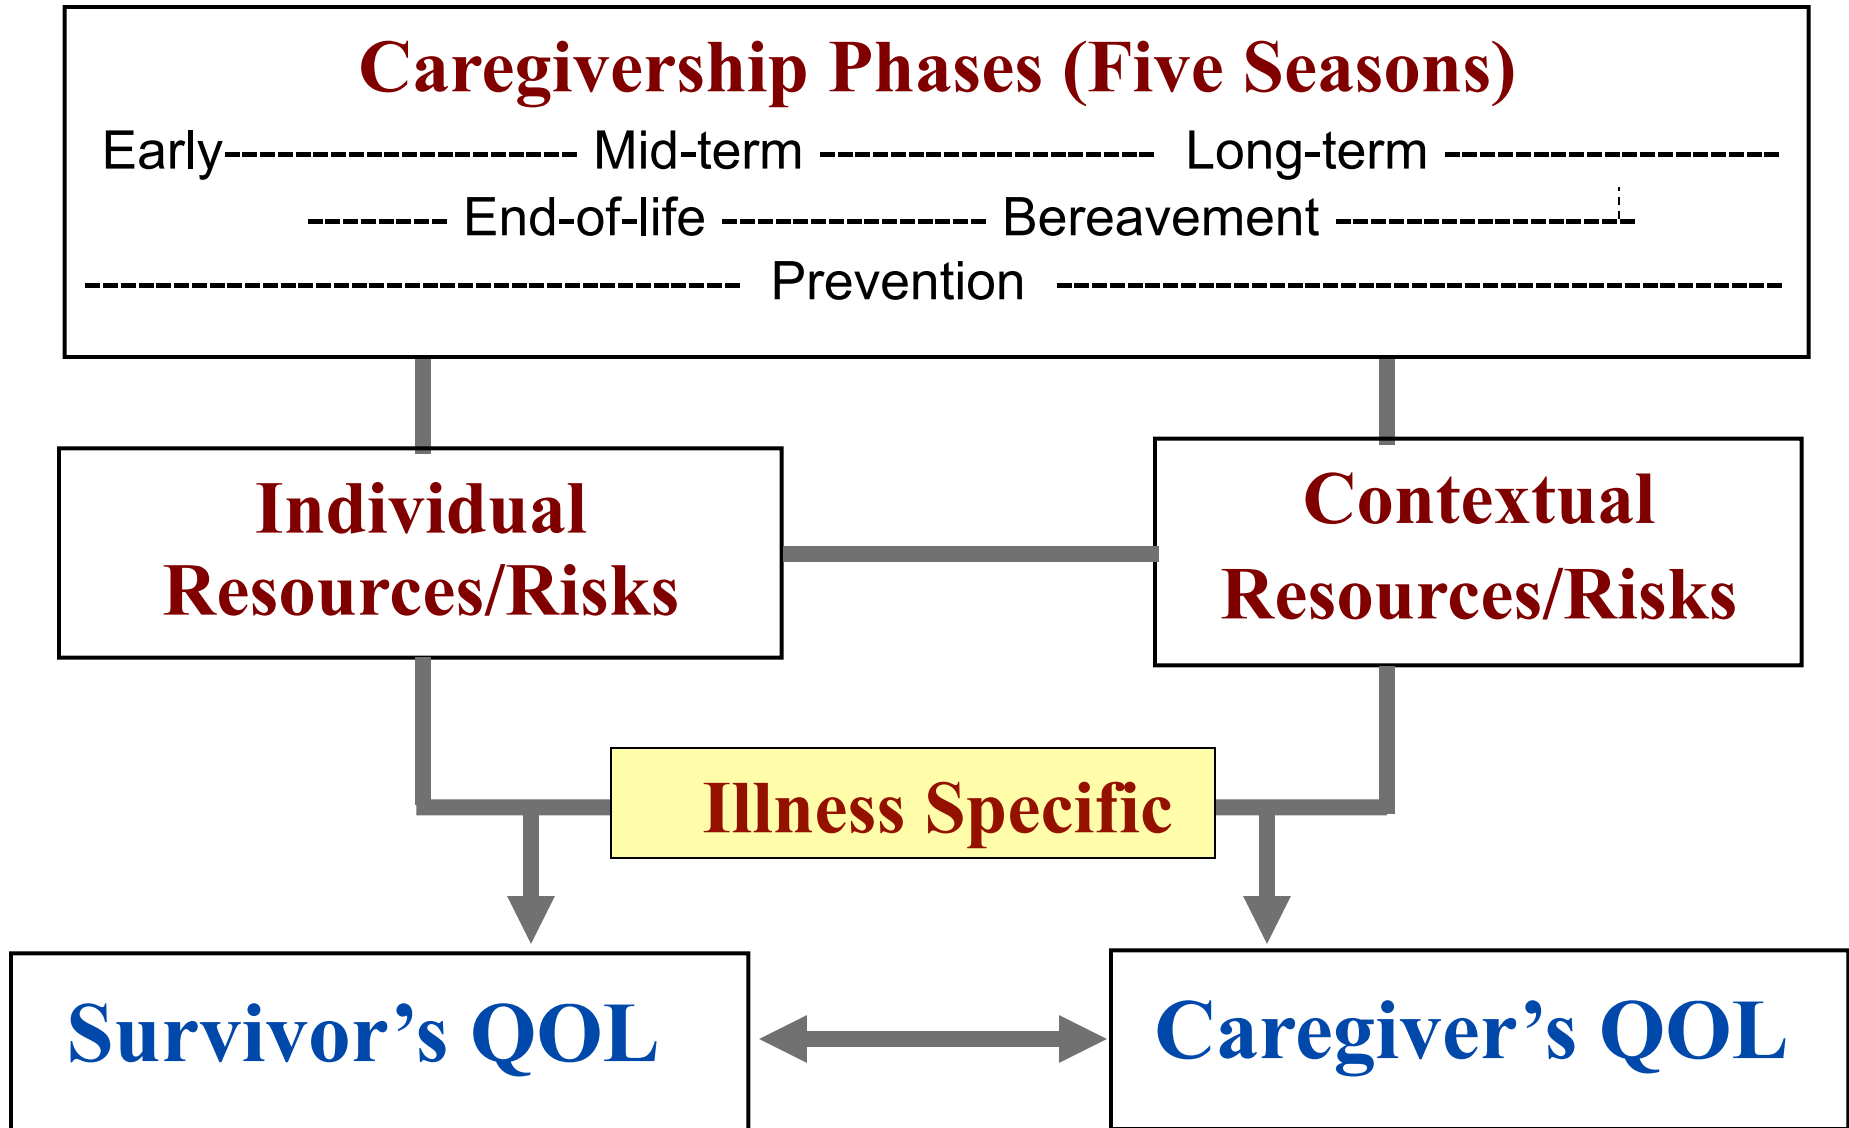 Caregivership Phases (Five Seasons)
Early------------------------ Mid-term ----------------------- Long-term -----------------------
---------- End-of-life ------------------ Bereavement ---------------------
--------------------------------------------- Prevention --------------------------------------------------
Individual
Resources/Risks
Contextual
Resources/Risks
Illness Specific
Survivor’s QOL
Caregiver’s QOL